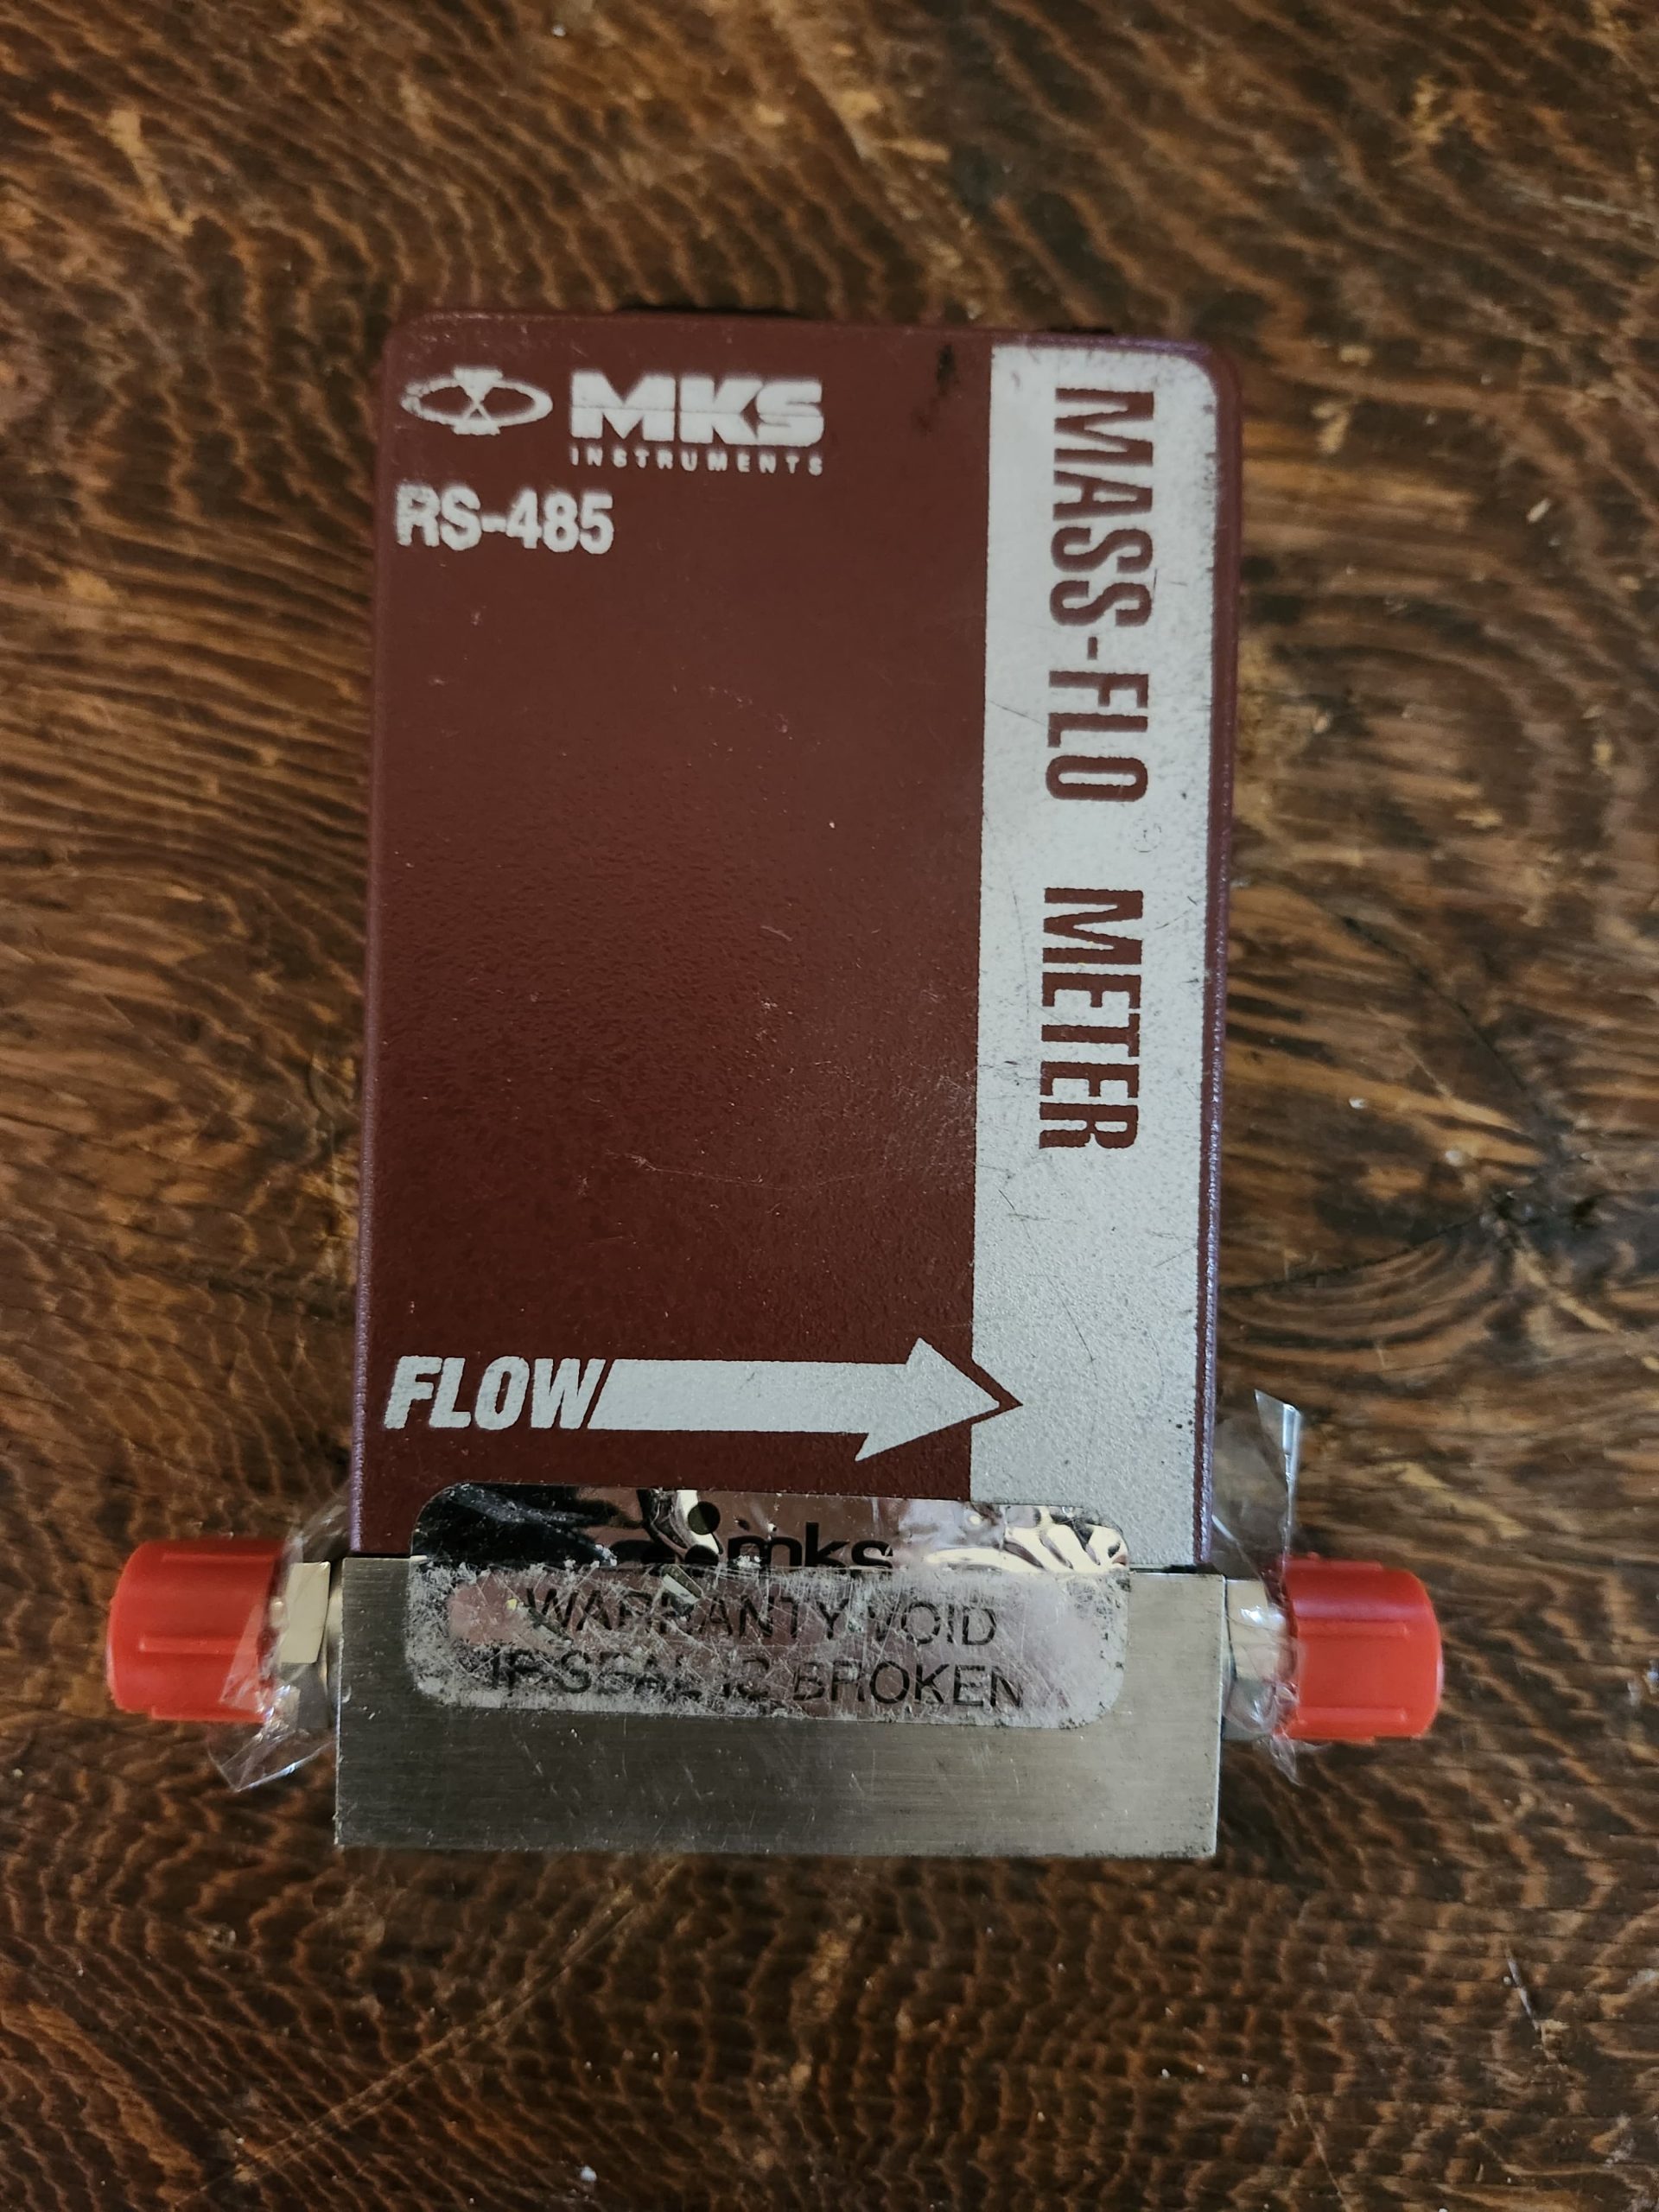 MKS
INSTRUMENTS
RS-485
MASS-FLO METER
FLOW
mks
WARRANTY VOID
IF SEAL IS BROKEN